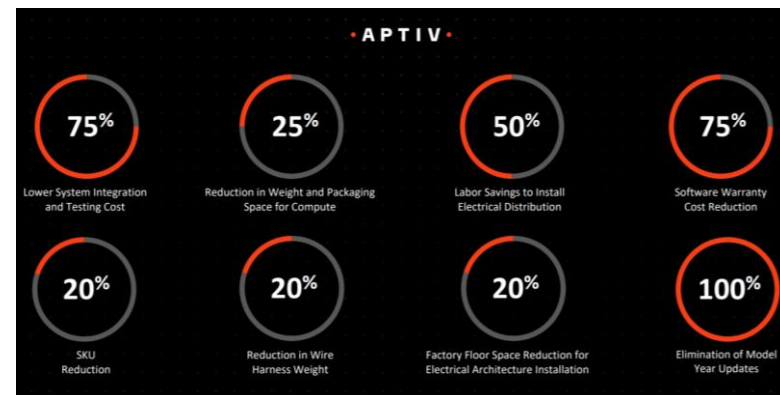 APTIV
75%
25%
50%
75%
Lower System Integration
and Testing Cost
Reduction in Weight and Packaging
Space for Compute
Labor Savings to Install
Electrical Distribution
Software Warranty
Cost Reduction
20%
20%
20%
100%
SKU
Reduction
Reduction in Wire
Harness Weight
Factory Floor Space Reduction for
Electrical Architecture Installation
Elimination of Model
Year Updates